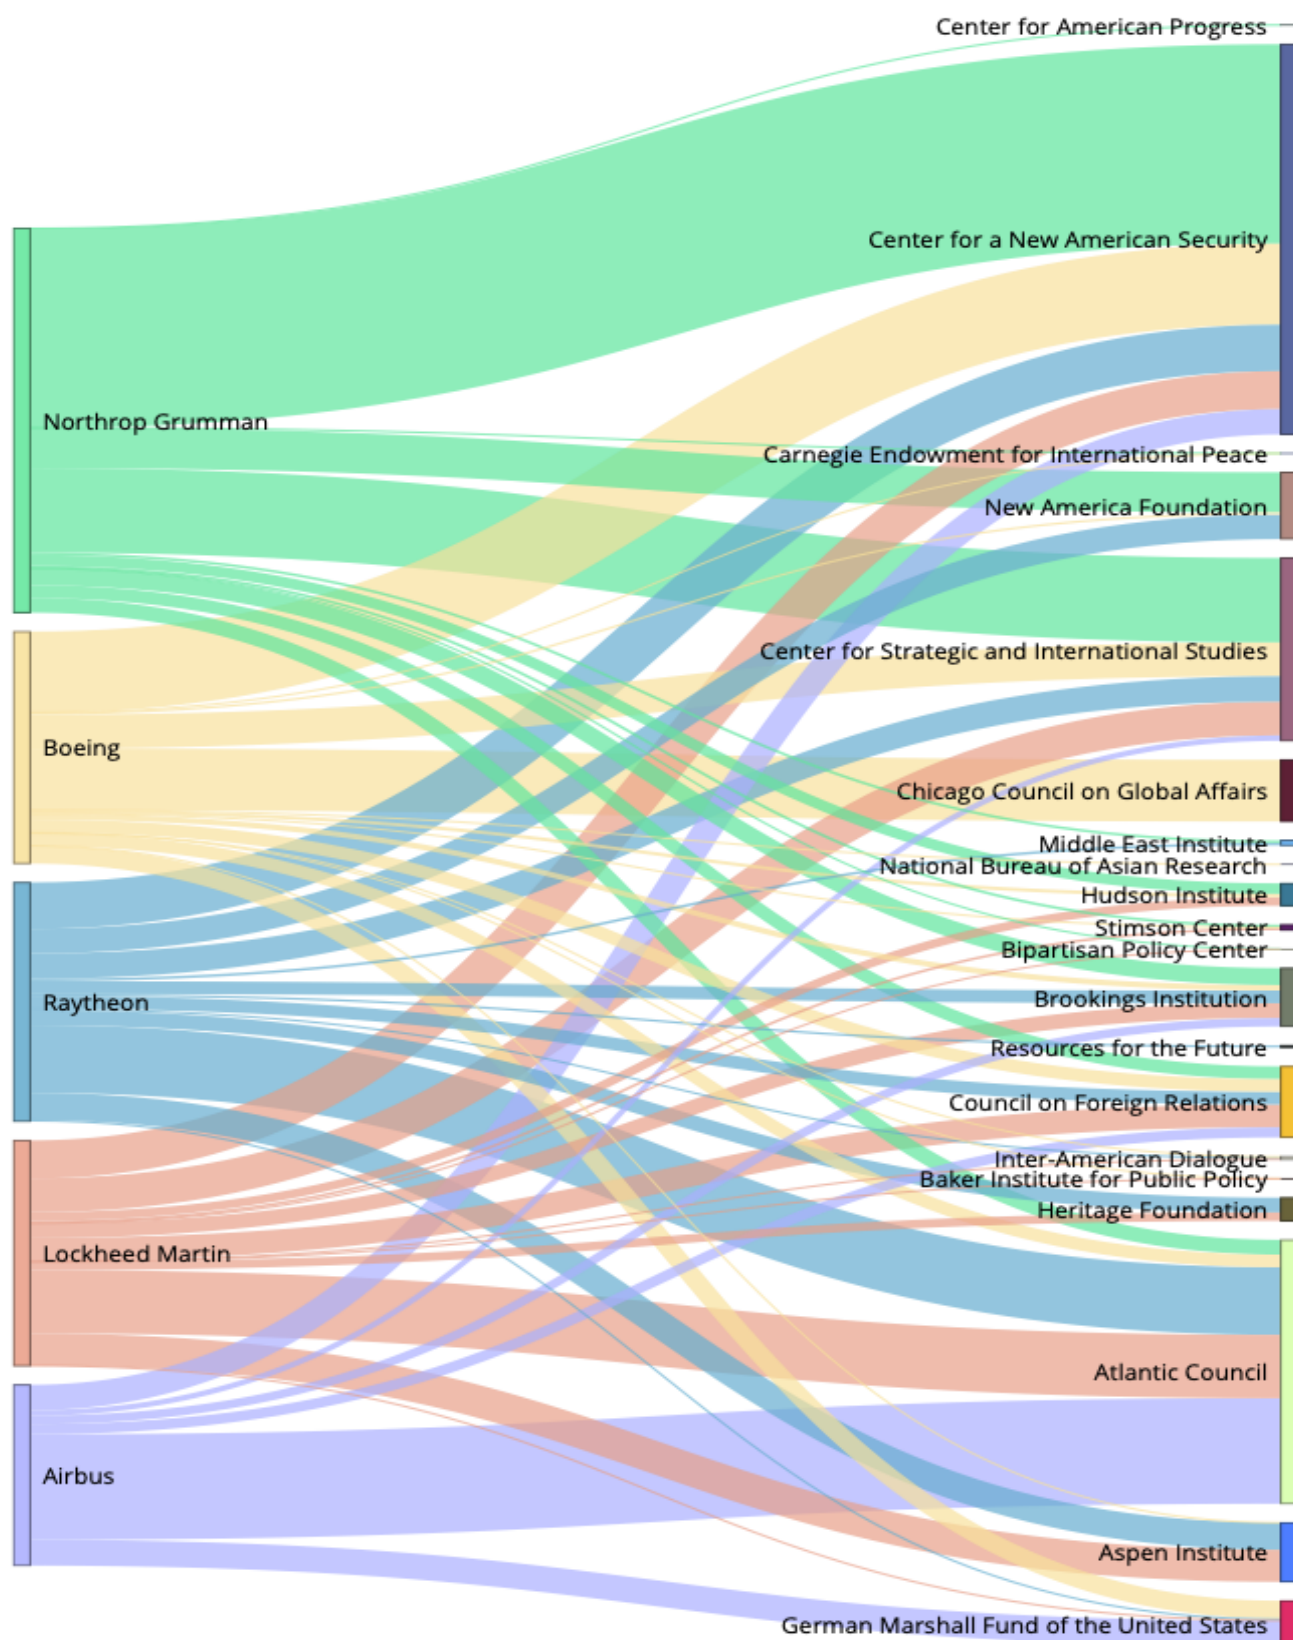 Center for American Progress
Center for a New American Security
Northrop Grumman
Carnegie Endowment for International Peace
New America Foundation
Center for Strategic and International Studies
Boeing
Chicago Council on Global Affairs
Middle East Institute
National Bureau of Asian Research
Hudson Institute
Stimson Center
Bipartisan Policy Center
Brookings Institution
Raytheon
Resources for the Future
Council on Foreign Relations
Inter-American Dialogue
Baker Institute for Public Policy
Heritage Foundation
Lockheed Martin
Atlantic Council
Airbus
Aspen Institute
German Marshall Fund of the United States